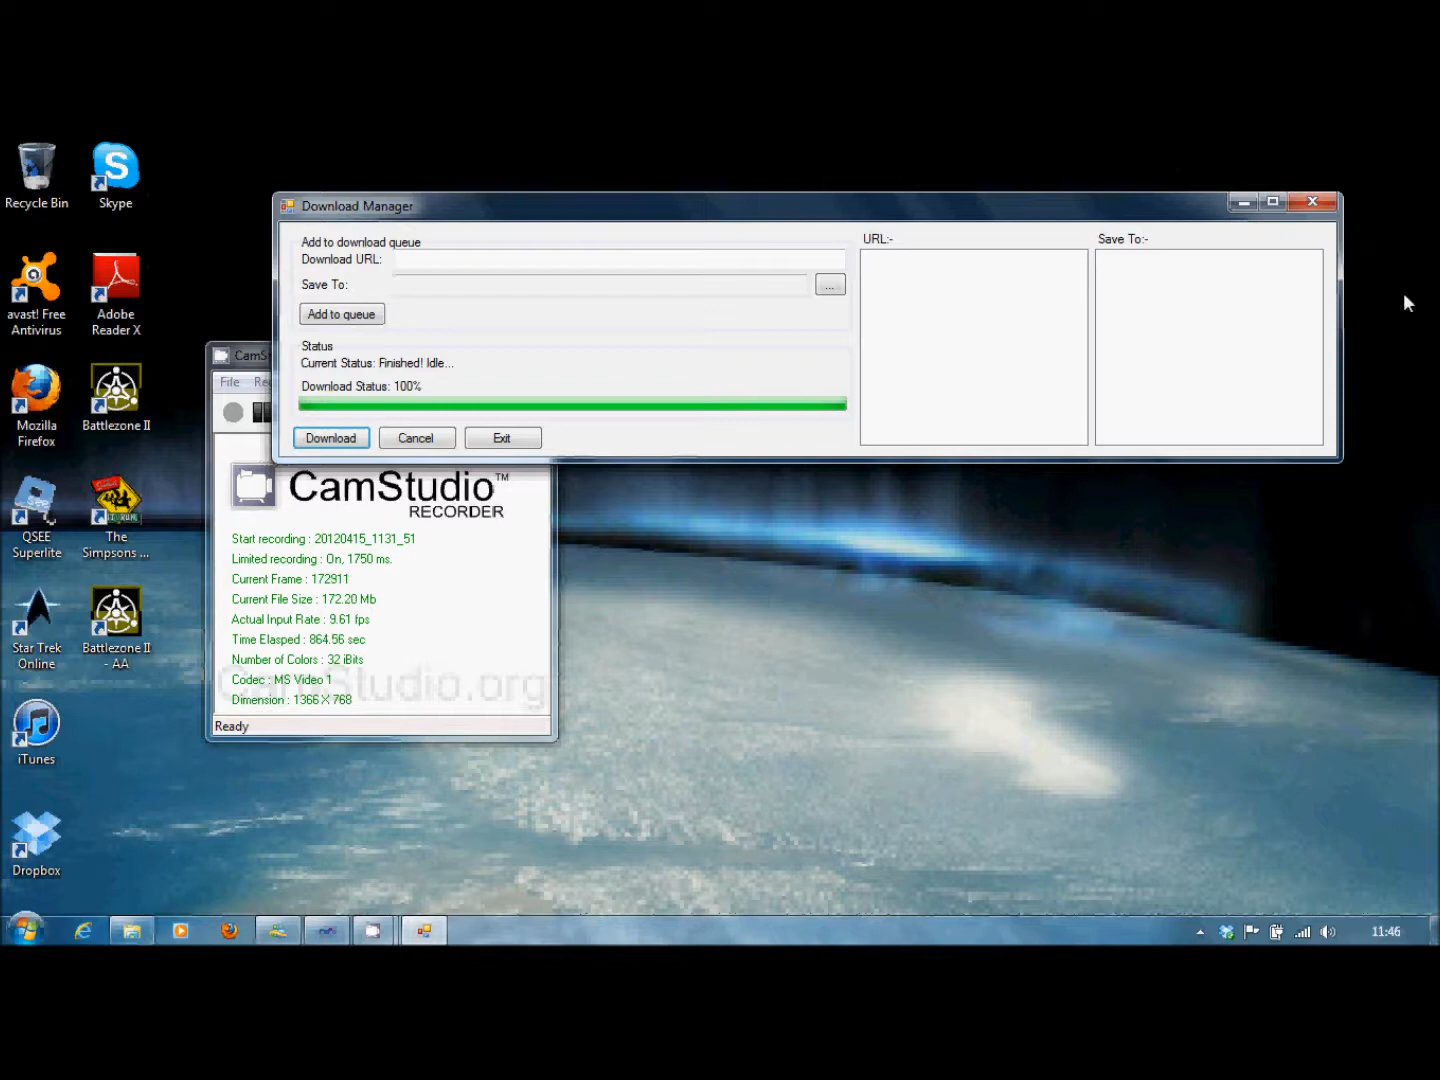 Recycle Bin
Skype
avast! Free
Antivirus
Adobe
Reader X
Mozilla
Firefox
Battlezone II
QSEE
Superlite
The
Simpsons ...
Star Trek
Online
Battlezone II
- AA
iTunes
Dropbox
Download Manager
Add to download queue
Download URL:
Save To:
...
Add to queue
Status
Current Status: Finished! Idle...
Download Status: 100%
Download
Cancel
Exit
URL:-
Save To:-
File
CamStudio™
RECORDER
Start recording : 20120415_1131_51
Limited recording : On, 1750 ms.
Current Frame : 172911
Current File Size : 172.20 Mb
Actual Input Rate : 9.61 fps
Time Elasped : 864.56 sec
Number of Colors : 32 iBits
Codec : MS Video 1
Dimension : 1366 X 768
CamStudio.org
Ready
11:46